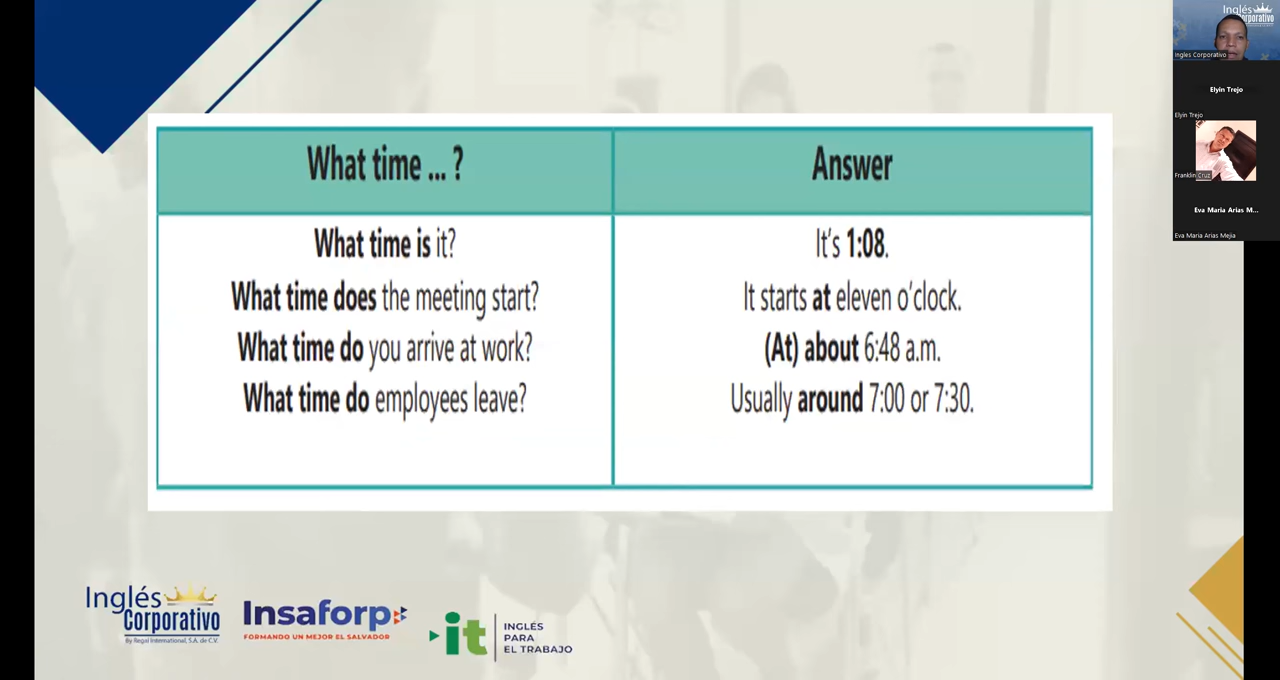 Inglés
Corporativo
Ingles Corporativo
Elyin Trejo
Elyin Trejo
Franklin Cruz
Eva Maria Arias M...
Eva Maria Arias Mejia
What time ... ?
Answer
What time is it?
It's 1:08.
What time does the meeting start?
It starts at eleven o'clock.
What time do you arrive at work?
(At) about 6:48 a.m.
What time do employees leave?
Usually around 7:00 or 7:30.
Inglés
Corporativo
By Regal International, S.A. de C.V.
Insaforp
FORMANDO UN MEJOR EL SALVADOR
it
INGLÉS
PARA
EL TRABAJO